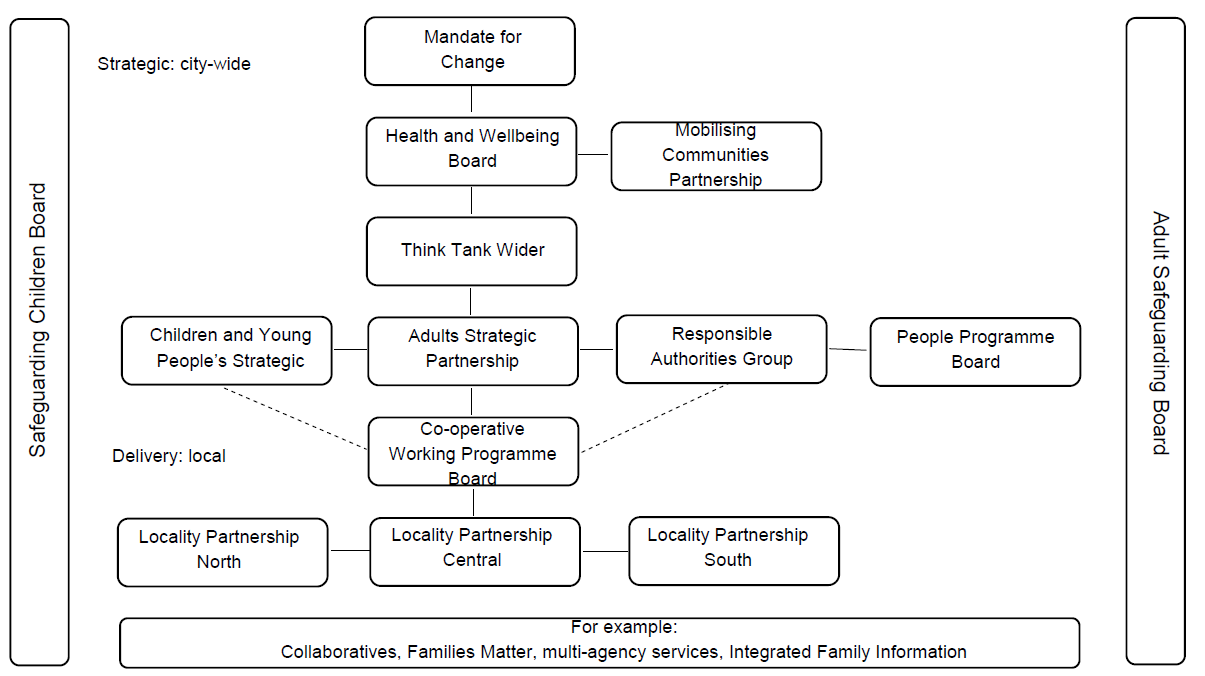 Safeguarding Children Board
Strategic: city-wide
Mandate for
Change
Health and Wellbeing
Board
Mobilising
Communities
Partnership
Think Tank Wider
Children and Young
People's Strategic
Adults Strategic
Partnership
Responsible
Authorities Group
People Programme
Board
Co-operative
Working Programme
Board
Delivery: local
Locality Partnership
North
Locality Partnership
Central
Locality Partnership
South
For example:
Collaboratives, Families Matter, multi-agency services, Integrated Family Information
Adult Safeguarding Board